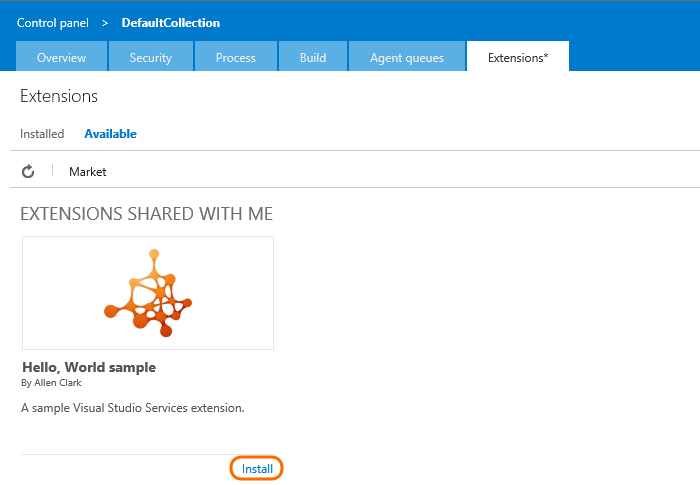 Control panel > DefaultCollection
Overview Security Process Build Agent queues Extensions*
Extensions
Installed Available
Market
EXTENSIONS SHARED WITH ME
Hello, World sample
By Allen Clark
A sample Visual Studio Services extension.
Install